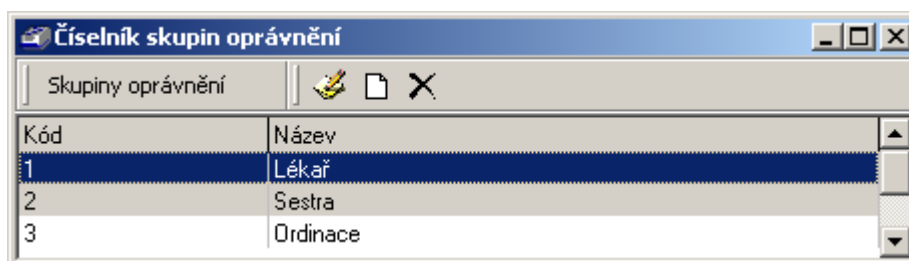 Číselník skupin oprávnění
Skupiny oprávnění
Kód Název
1 Lékař
2 Sestra
3 Ordinace